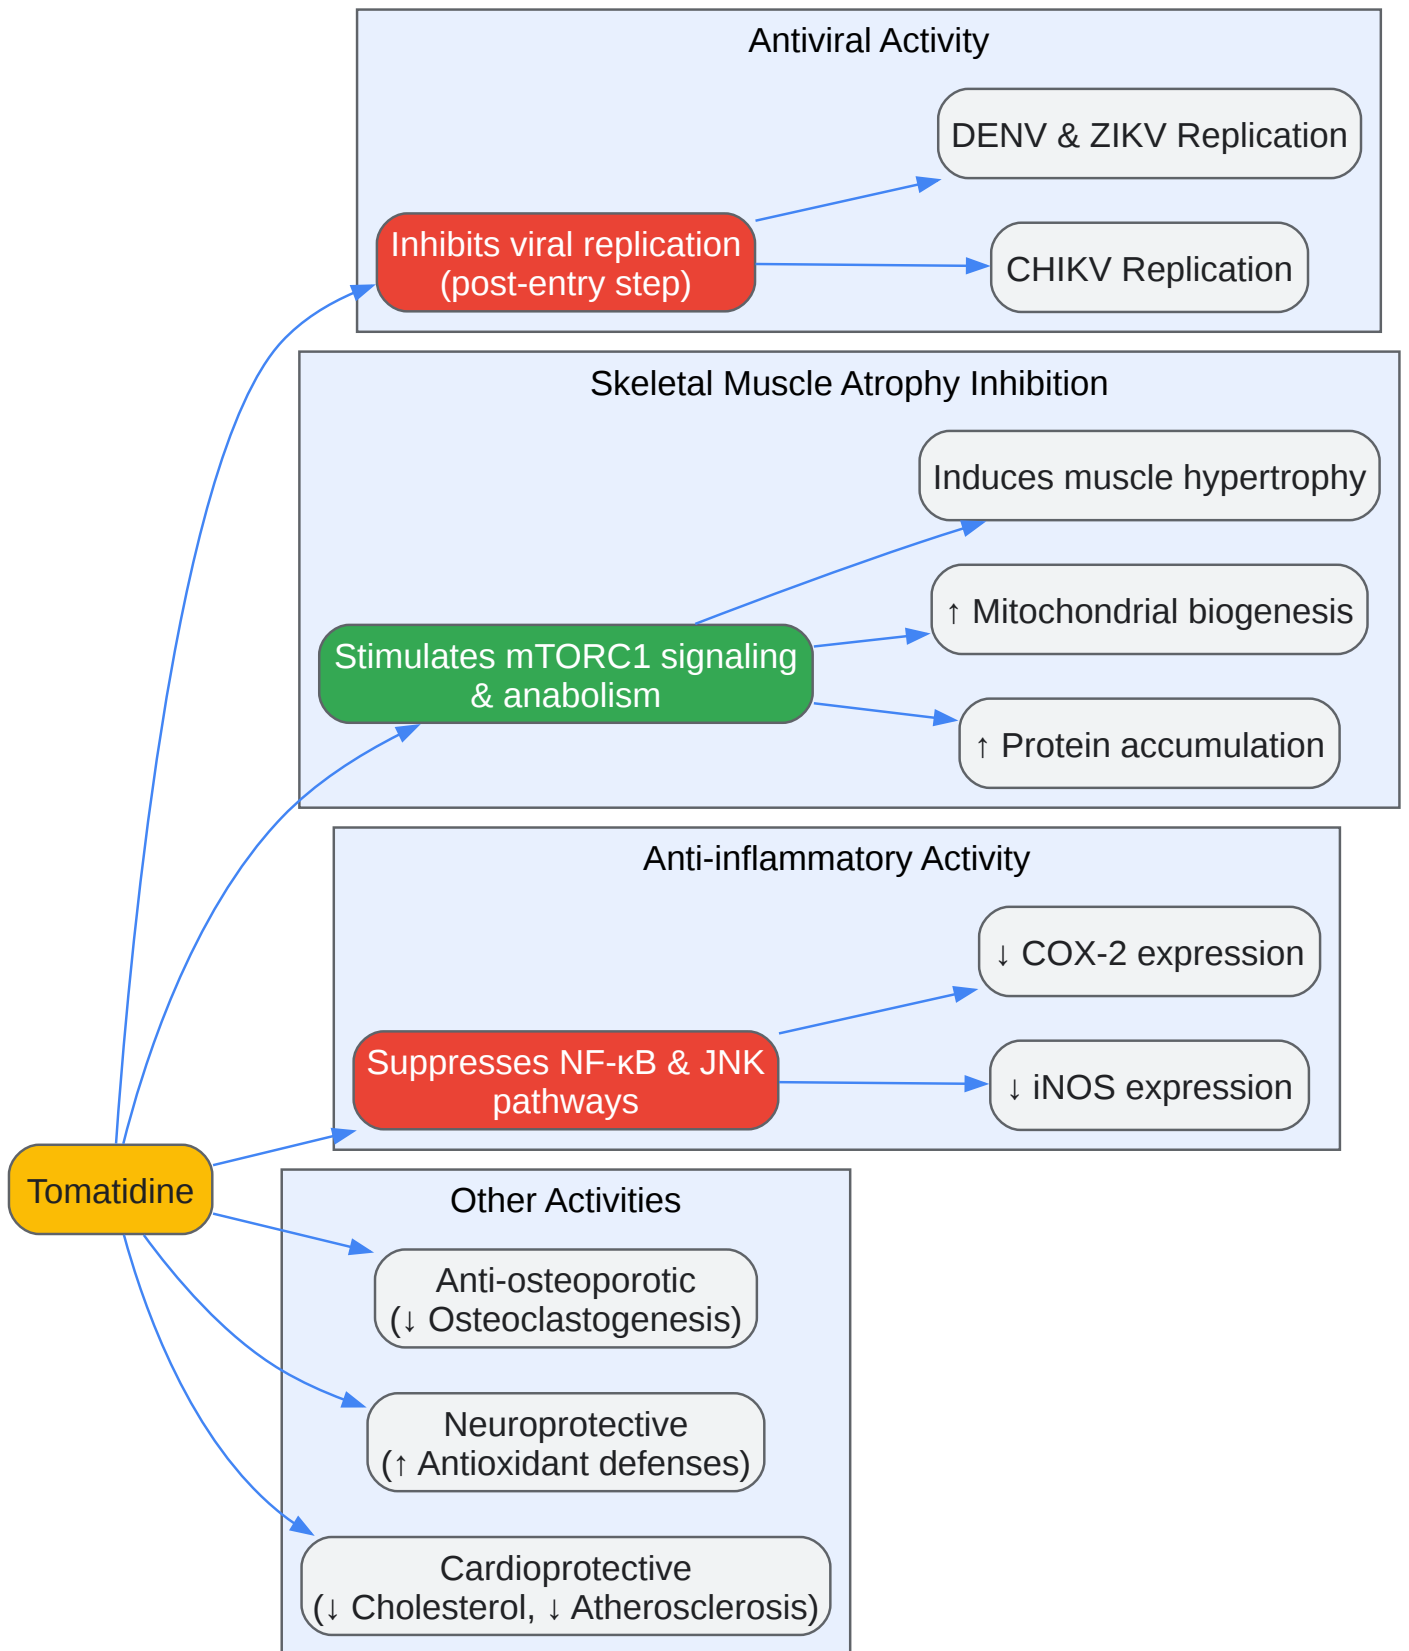 Antiviral Activity
DENV & ZIKV Replication
Inhibits viral replication
(post-entry step)
CHIKV Replication
Skeletal Muscle Atrophy Inhibition
Induces muscle hypertrophy
↑ Mitochondrial biogenesis
Stimulates mTORC1 signaling
& anabolism
↑ Protein accumulation
Anti-inflammatory Activity
↓ COX-2 expression
Suppresses NF-κB & JNK
pathways
↓ iNOS expression
Tomatidine
Other Activities
Anti-osteoporotic
(↓ Osteoclastogenesis)
Neuroprotective
(↑ Antioxidant defenses)
Cardioprotective
(↓ Cholesterol, ↓ Atherosclerosis)